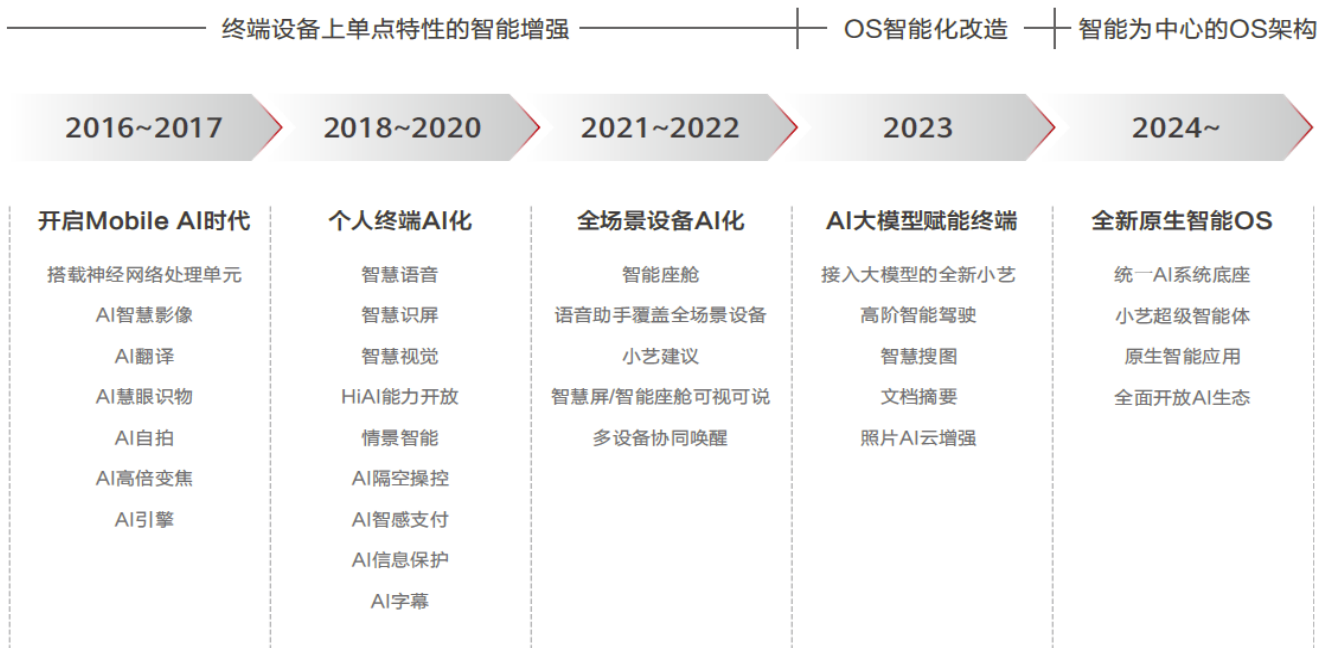 终端设备上单点特性的智能增强
OS智能化改造
智能为中心的OS架构
2016~2017
2018~2020
2021~2022
2023
2024~
开启Mobile AI时代
搭载神经网络处理单元
AI智慧影像
AI翻译
AI慧眼识物
AI自拍
AI高倍变焦
AI引擎
个人终端AI化
智慧语音
智慧识屏
智慧视觉
HiAI能力开放
情景智能
AI隔空操控
AI智感支付
AI信息保护
AI字幕
全场景设备AI化
智能座舱
语音助手覆盖全场景设备
小艺建议
智慧屏/智能座舱可视可说
多设备协同唤醒
AI大模型赋能终端
接入大模型的全新小艺
高阶智能驾驶
智慧搜图
文档摘要
照片AI云增强
全新原生智能OS
统一AI系统底座
小艺超级智能体
原生智能应用
全面开放AI生态